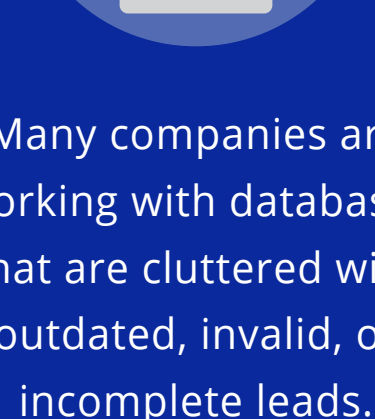 Many companies ar
orking with databas
hat are cluttered wi
outdated, invalid, o
incomplete leads.